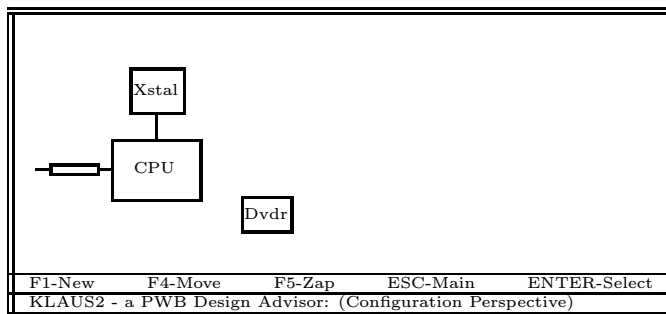 Xstal
CPU
Dvdr
F1-New F4-Move F5-Zap ESC-Main ENTER-Select
KLAUS2 - a PWB Design Advisor: (Configuration Perspective)